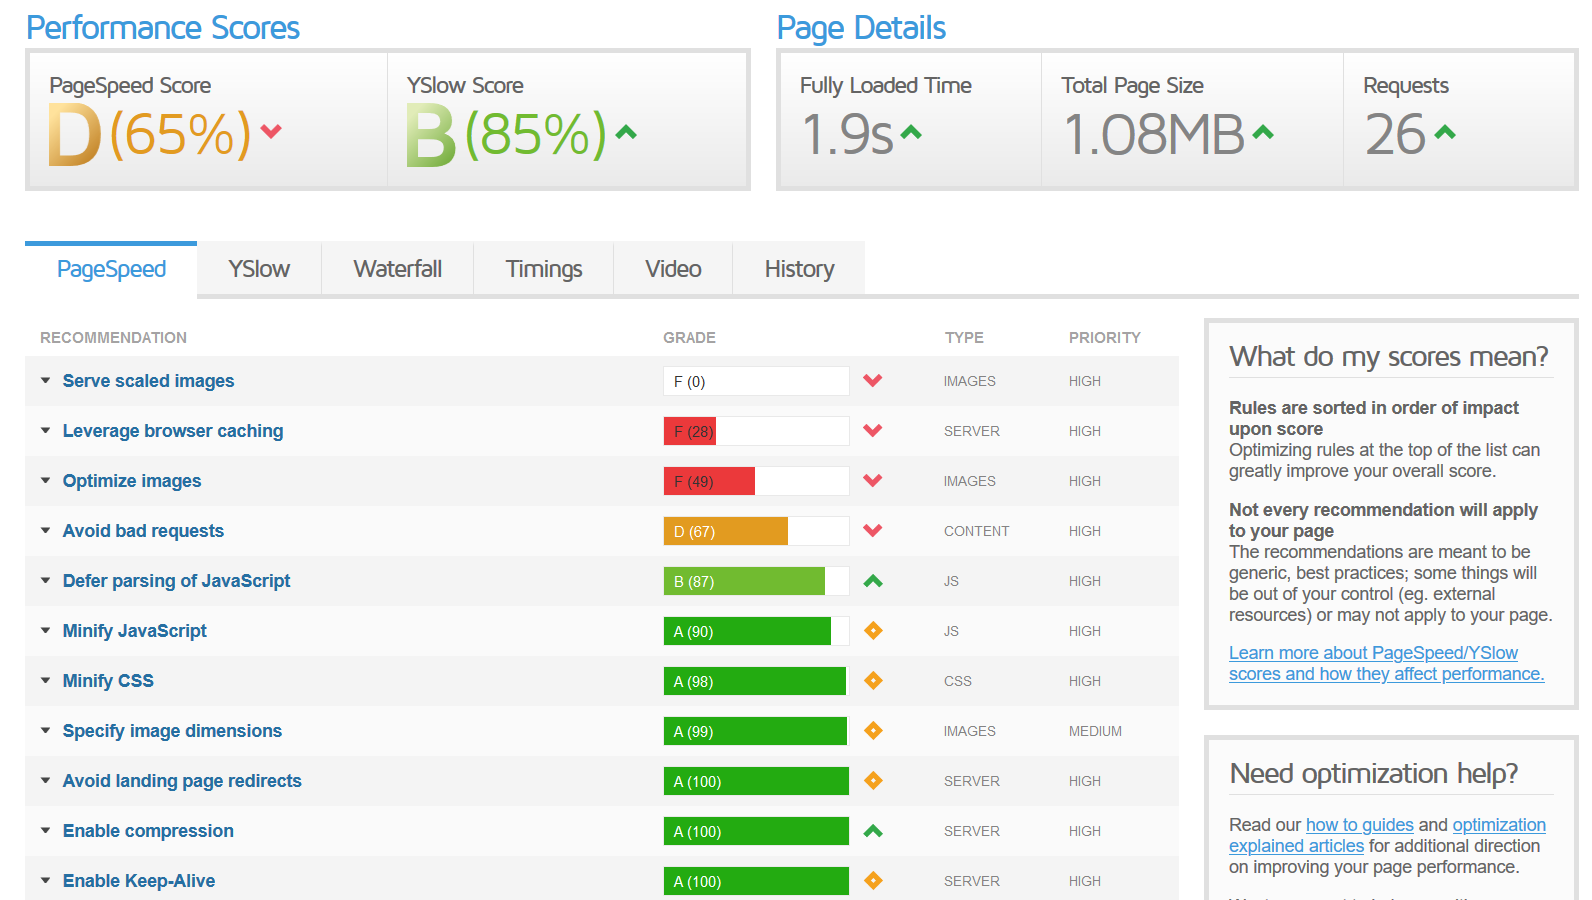 Performance Scores
Page Details
PageSpeed Score
D (65%)
YSlow Score
B (85%)
Fully Loaded Time
1.9s
Total Page Size
1.08MB
Requests
26
PageSpeed YSlow Waterfall Timings Video History
RECOMMENDATION GRADE TYPE PRIORITY
Serve scaled images F (0) IMAGES HIGH
Leverage browser caching F (28) SERVER HIGH
Optimize images F (49) IMAGES HIGH
Avoid bad requests D (67) CONTENT HIGH
Defer parsing of JavaScript B (87) JS HIGH
Minify JavaScript A (90) JS HIGH
Minify CSS A (98) CSS HIGH
Specify image dimensions A (99) IMAGES MEDIUM
Avoid landing page redirects A (100) SERVER HIGH
Enable compression A (100) SERVER HIGH
Enable Keep-Alive A (100) SERVER HIGH
What do my scores mean?
Rules are sorted in order of impact
upon score
Optimizing rules at the top of the list can
greatly improve your overall score.
Not every recommendation will apply
to your page
The recommendations are meant to be
generic, best practices; some things will
be out of your control (eg. external
resources) or may not apply to your page.
Learn more about PageSpeed/YSlow
scores and how they affect performance.
Need optimization help?
Read our how to guides and optimization
explained articles for additional direction
on improving your page performance.